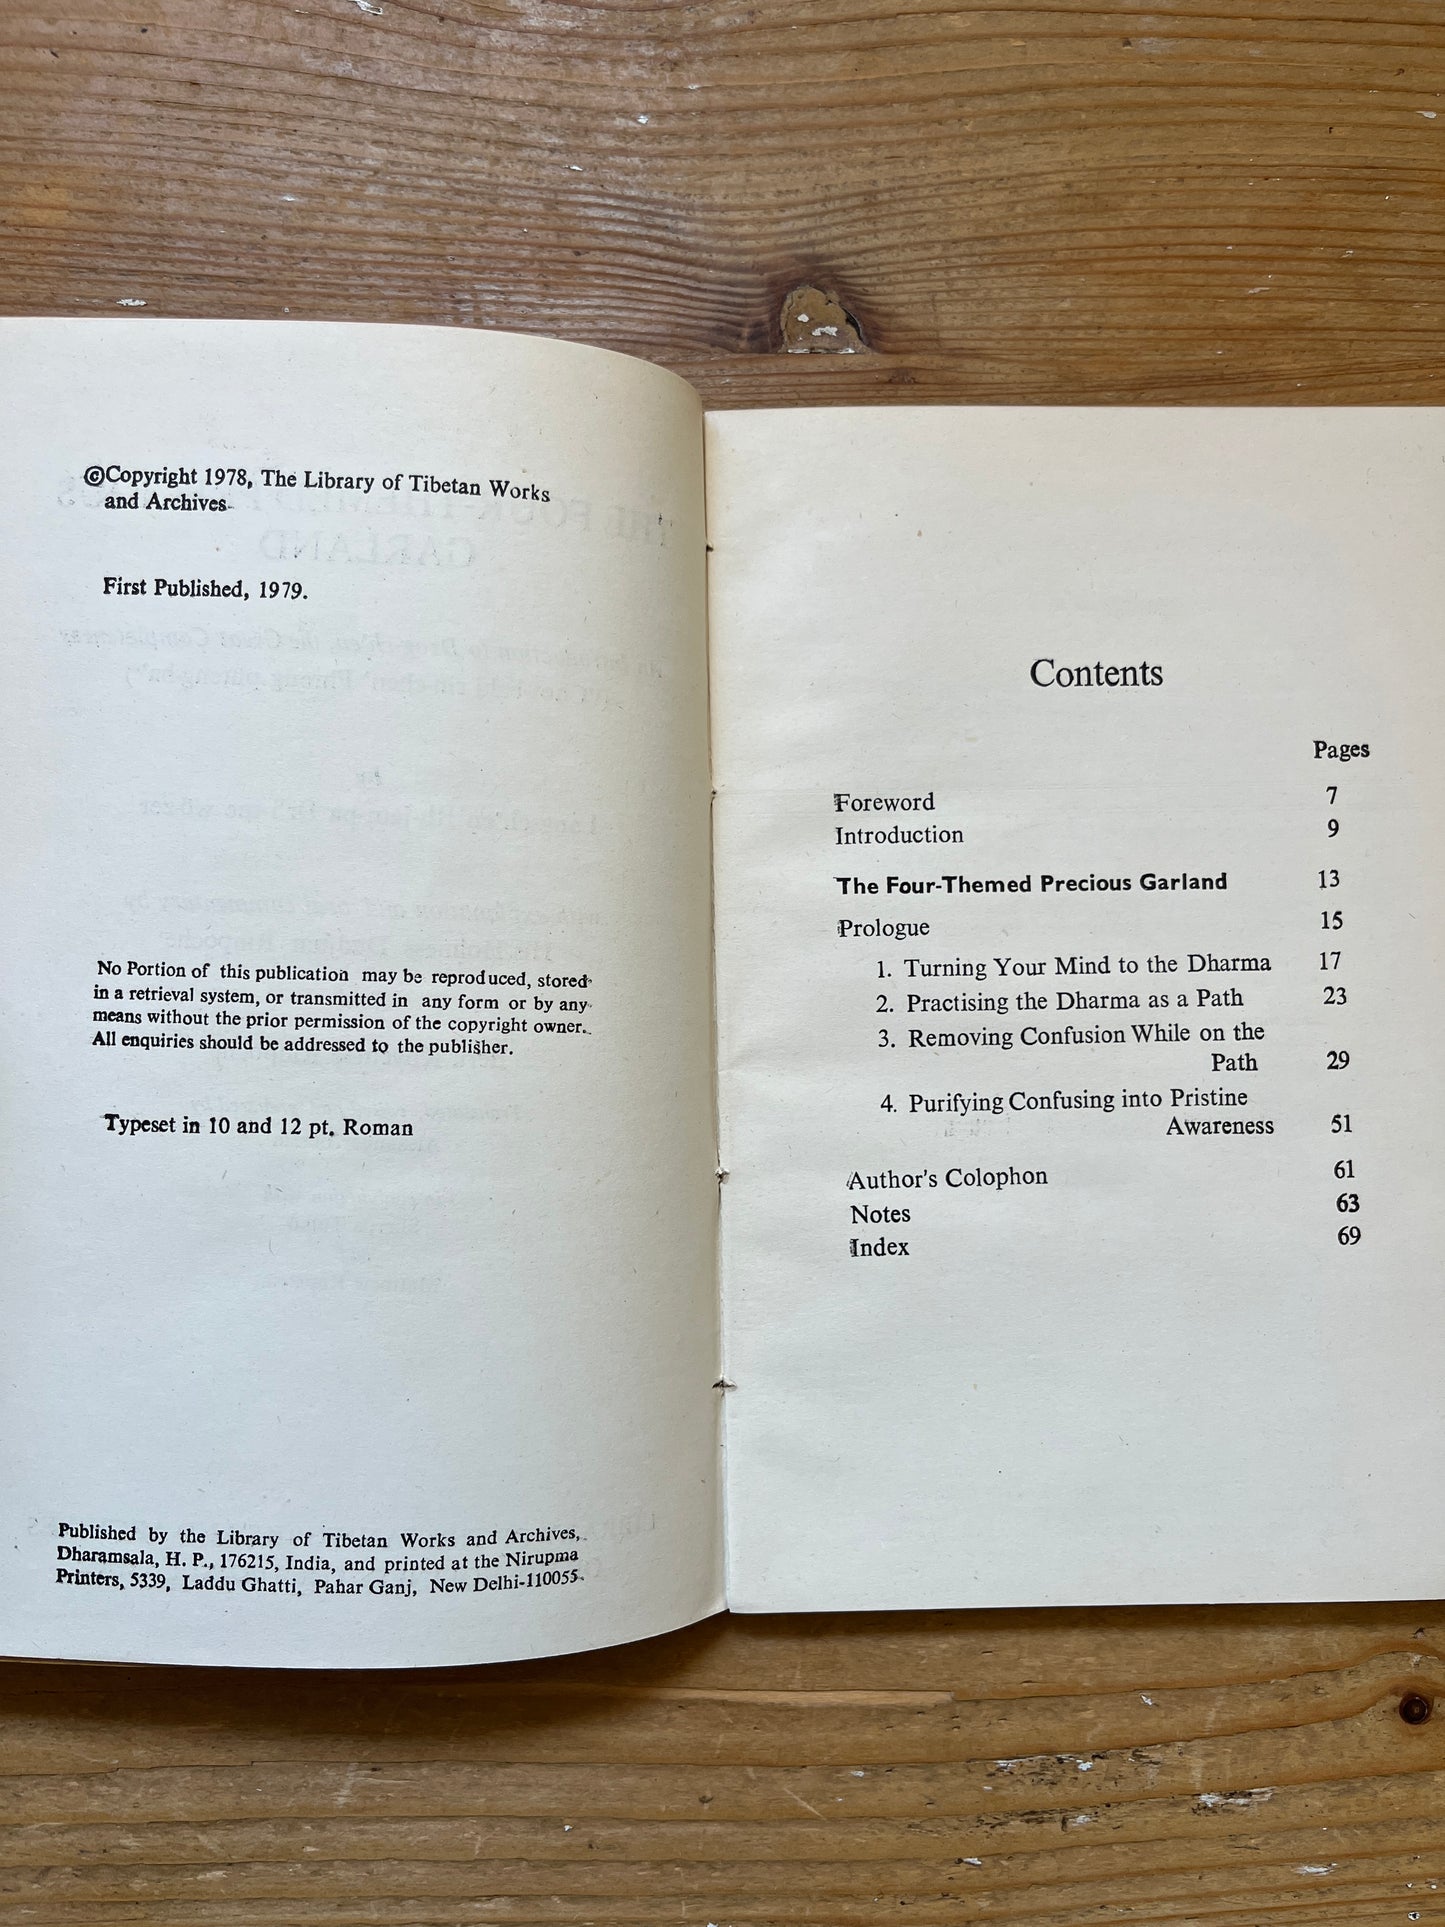 ©Copyright 1978, The Library of Tibetan Works
and Archives
First Published, 1979.
No Portion of this publication may be reproduced, stored
in a retrieval system, or transmitted in any form or by any
means without the prior permission of the copyright owner.
All enquiries should be addressed to the publisher.
Typeset in 10 and 12 pt. Roman
Published by the Library of Tibetan Works and Archives,
Dharamsala, H. P., 176215, India, and printed at the Nirupma
Printers, 5339, Laddu Ghatti, Pahar Ganj, New Delhi-110055.
Contents
Pages
Foreword 7
Introduction 9
The Four-Themed Precious Garland 13
Prologue 15
1. Turning Your Mind to the Dharma 17
2. Practising the Dharma as a Path 23
3. Removing Confusion While on the
Path 29
4. Purifying Confusing into Pristine
Awareness 51
Author's Colophon 61
Notes 63
Index 69